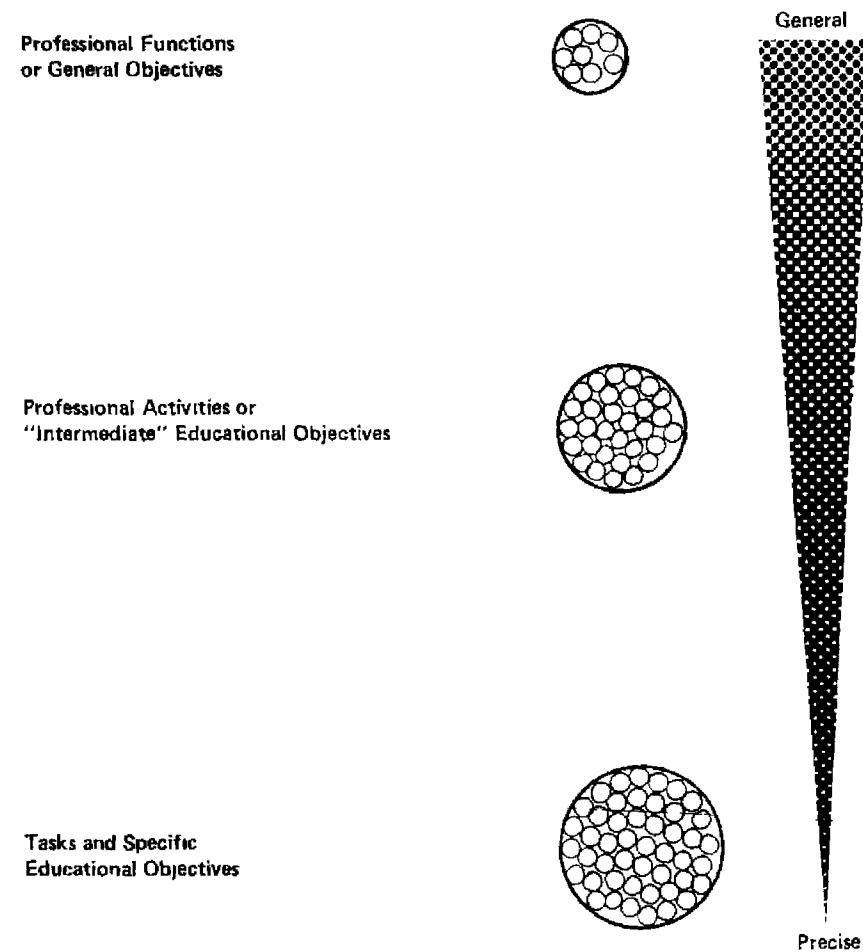 General
Professional Functions
or General Objectives
Professional Activities or
"Intermediate" Educational Objectives
Tasks and Specific
Educational Objectives
Precise